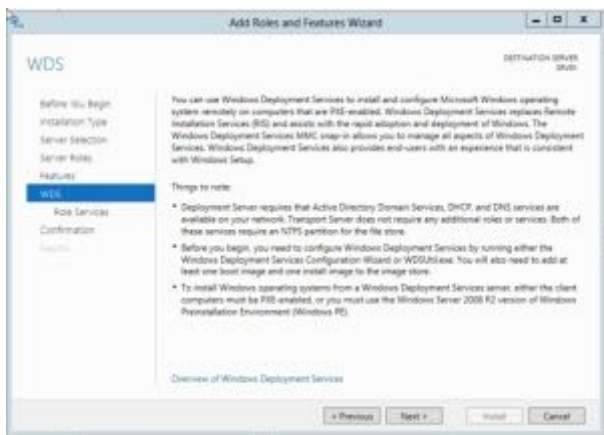 Add Roles and Features Wizard
WDS
DESTINATION SERVER
Before You Begin
Installation Type
Server Selection
Server Roles
Features
WDS
Role Services
Confirmation
Results
You can use Windows Deployment Services to install and configure Microsoft Windows operating
system remotely on computers that are PXE-enabled. Windows Deployment Services replaces Remote
Installation Services (RIS) and assists with the rapid adoption and deployment of Windows. The
Windows Deployment Services MMC snap-in allows you to manage all aspects of Windows Deployment
Services. Windows Deployment Services also provides end-users with an experience that is consistent
with Windows Setup.
Things to note:
• Deployment Server requires that Active Directory Domain Services, DHCP, and DNS services are
available on your network. Transport Server does not require any additional roles or services. Both of
these services require an NTFS partition for the file store.
• Before you begin, you need to configure Windows Deployment Services by running either the
Windows Deployment Services Configuration Wizard or WDSUtil.exe. You will also need to add at
least one boot image and one install image to the image store.
• To install Windows operating systems from a Windows Deployment Services server, either the client
computers must be PXE-enabled, or you must use the Windows Server 2008 R2 version of Windows
Preinstallation Environment (Windows PE).
Overview of Windows Deployment Services
< Previous
Next >
Install
Cancel